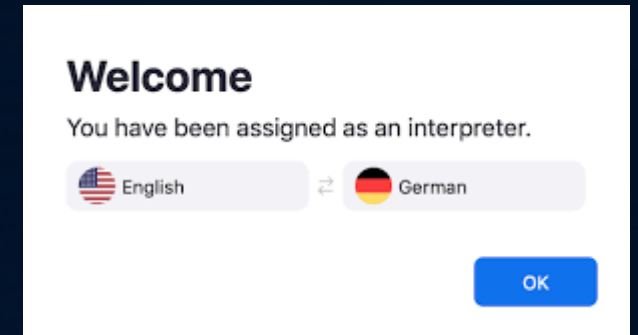 Welcome
You have been assigned as an interpreter.
English German
OK